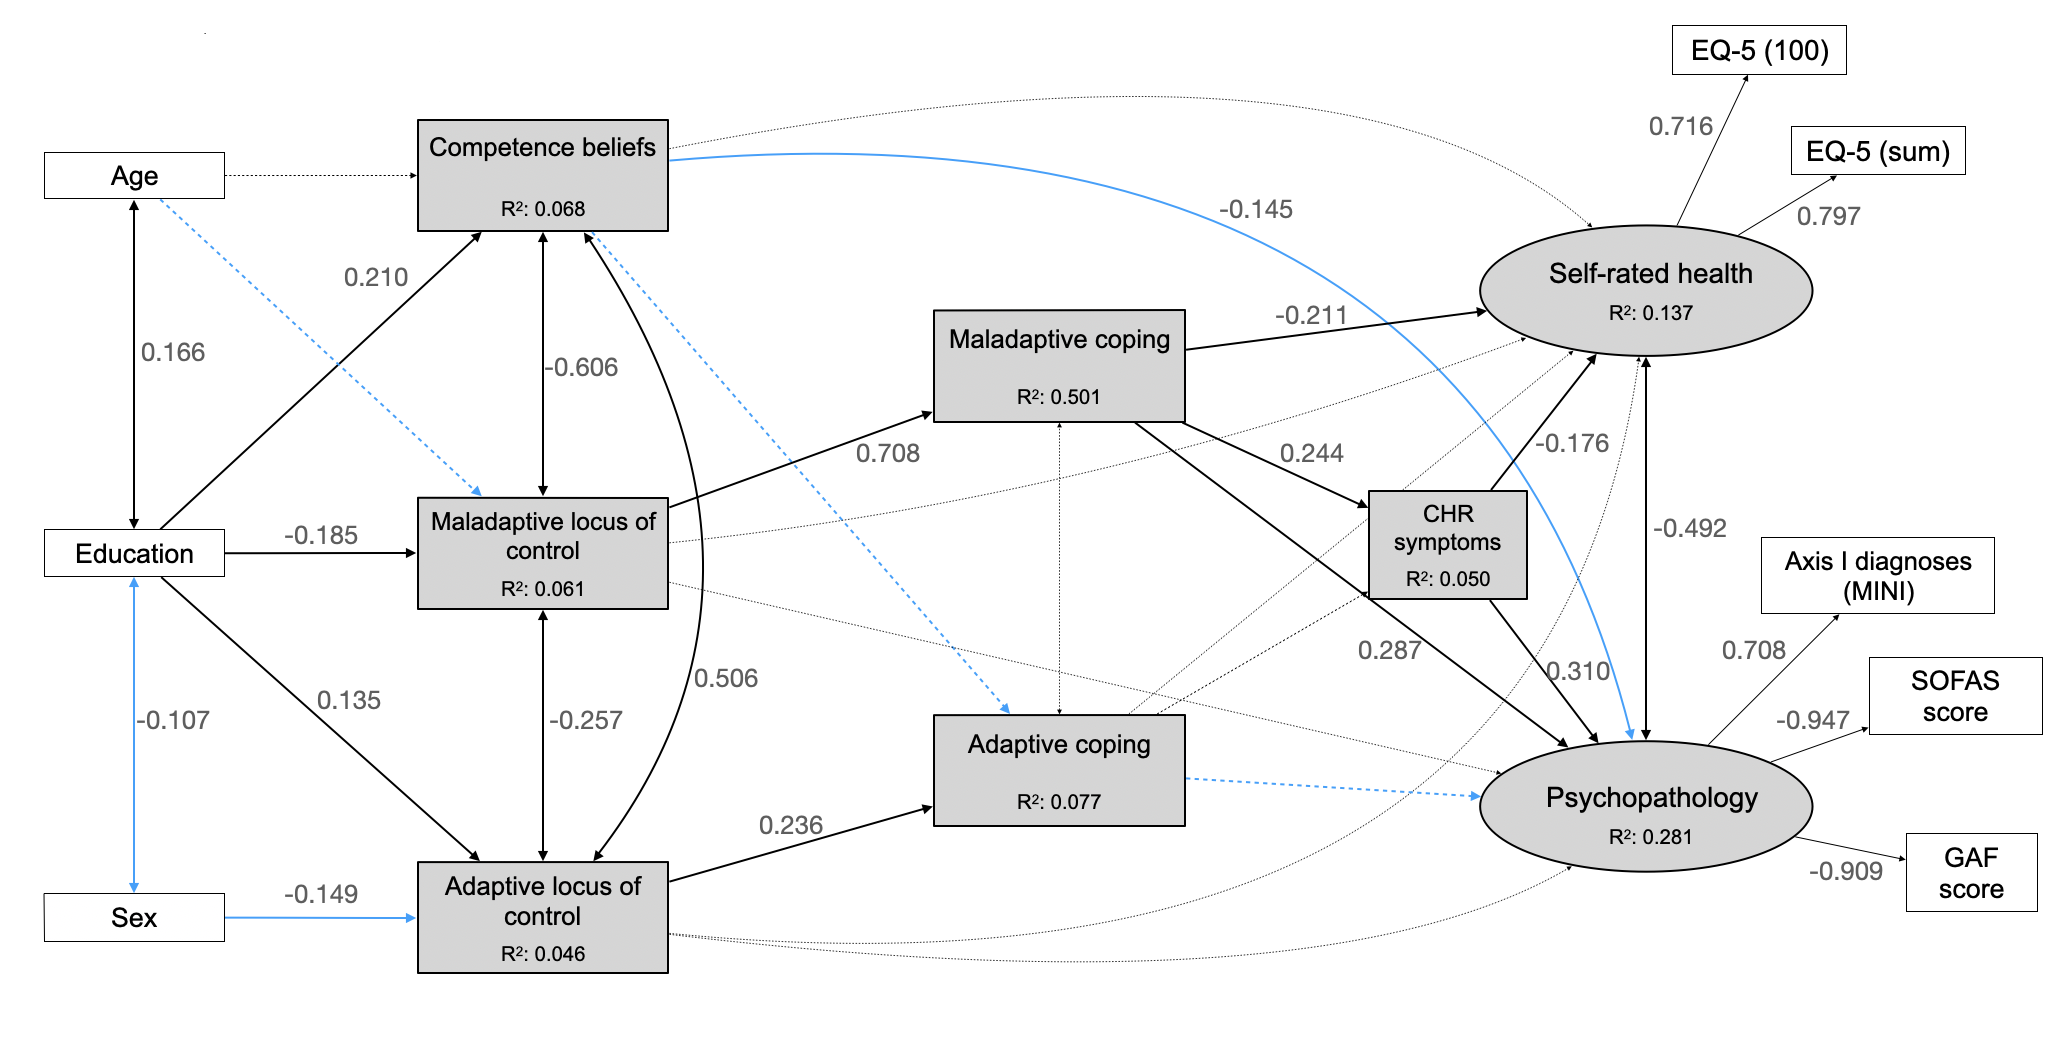 EQ-5 (100)
0.716
EQ-5 (sum)
0.797
Competence beliefs
R²: 0.068
Age
-0.145
0.210
Self-rated health
R²: 0.137
0.166
-0.606
Maladaptive coping
R²: 0.501
-0.211
0.708
0.244
-0.176
Education
-0.185
Maladaptive locus of
control
R²: 0.061
CHR
symptoms
R²: 0.050
-0.492
Axis I diagnoses
(MINI)
0.287
0.310
0.708
0.506
0.135
-0.107
-0.257
SOFAS
score
-0.947
Adaptive coping
R²: 0.077
Psychopathology
R²: 0.281
0.236
-0.909
GAF
score
Sex
-0.149
Adaptive locus of
control
R²: 0.046